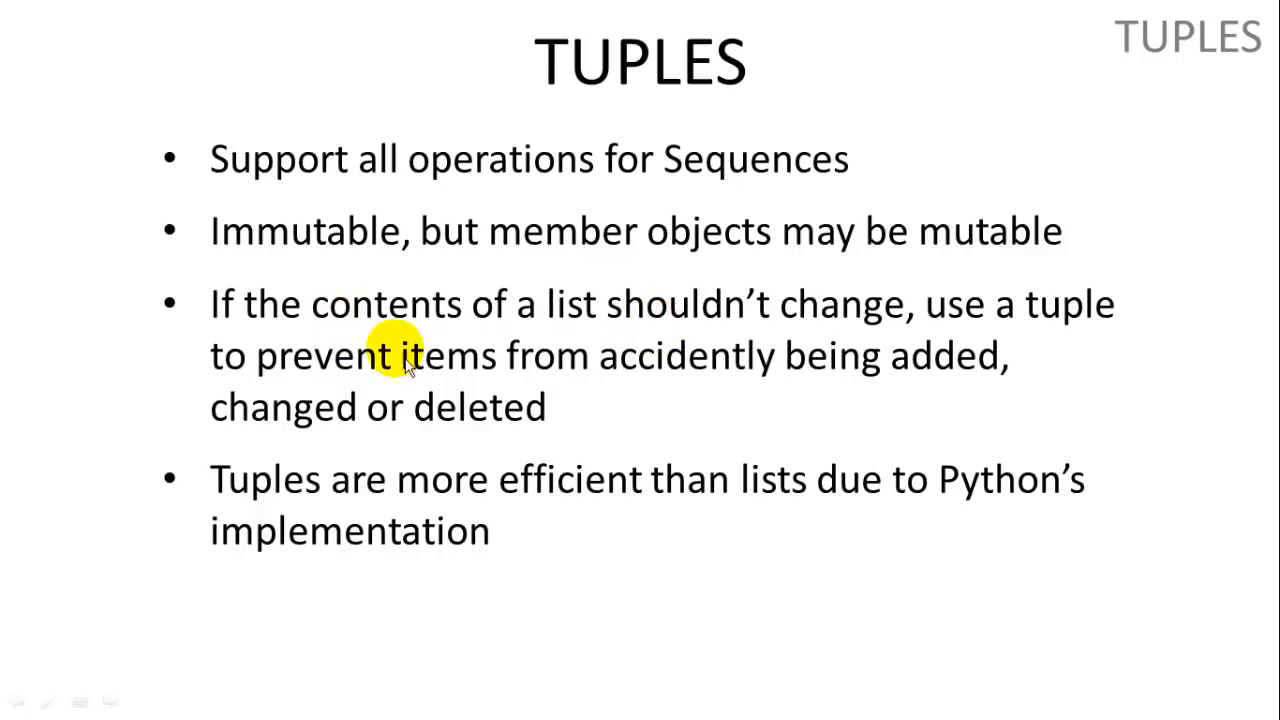 TUPLES
TUPLES
• Support all operations for Sequences
• Immutable, but member objects may be mutable
• If the contents of a list shouldn’t change, use a tuple
to prevent items from accidently being added,
changed or deleted
• Tuples are more efficient than lists due to Python’s
implementation